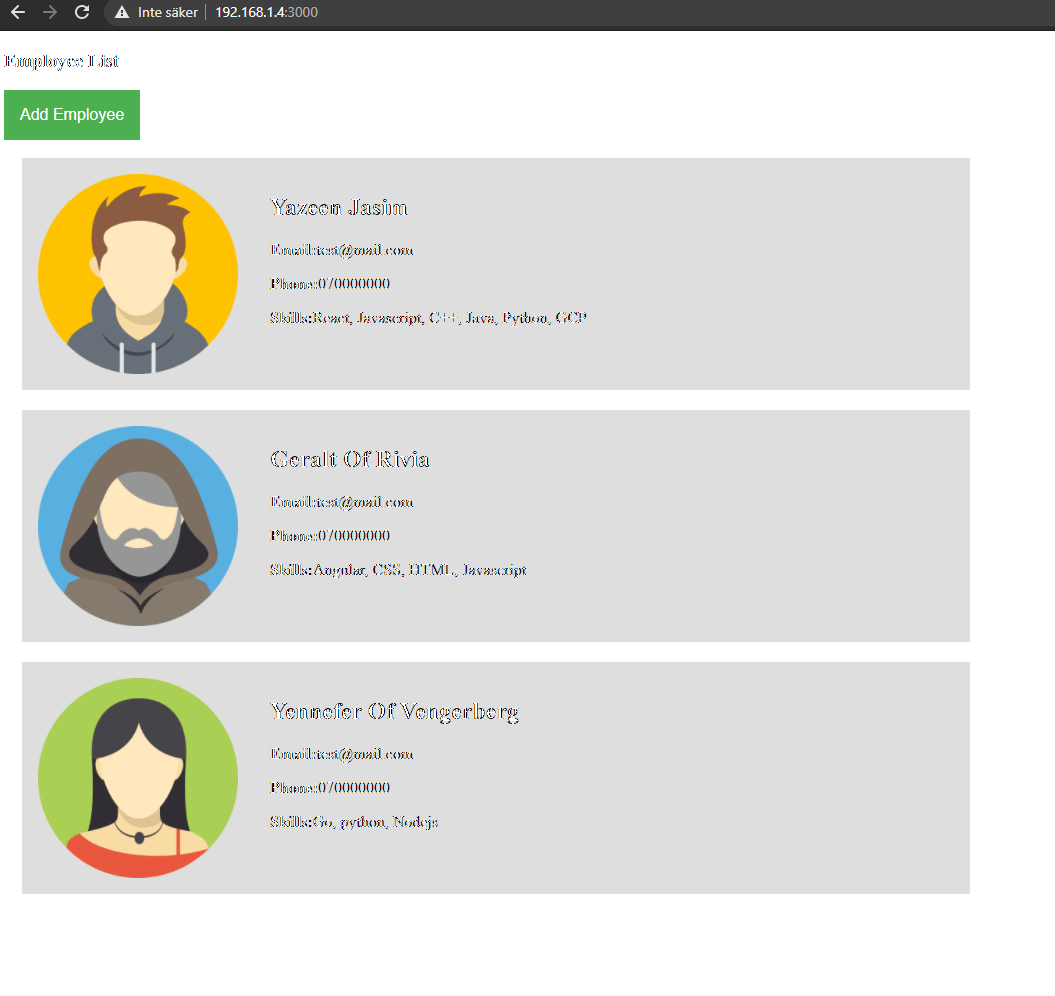 Inte säker 192.168.1.4:3000
Employee List
Add Employee
Yazeen Jasim
Email:test@mail.com
Phone:070000000
Skills:React, Javascript, C++, Java, Python, GCP
Geralt Of Rivia
Email:test@mail.com
Phone:070000000
Skills:Angular, CSS, HTML, Javascript
Yennefer Of Vengerberg
Email:test@mail.com
Phone:070000000
Skills:Go, python, Nodejs